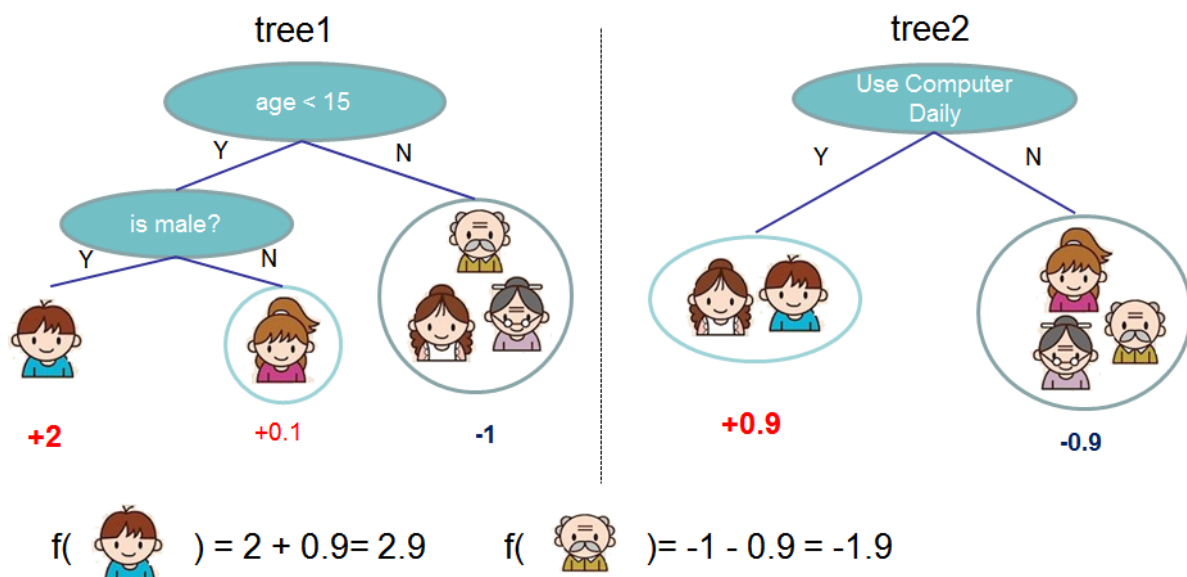 tree1
tree2
age < 15
Use Computer
Daily
Y
N
Y
N
is male?
Y
N
+2
+0.1
-1
+0.9
-0.9
f( ) = 2 + 0.9= 2.9
f( )= -1 - 0.9 = -1.9